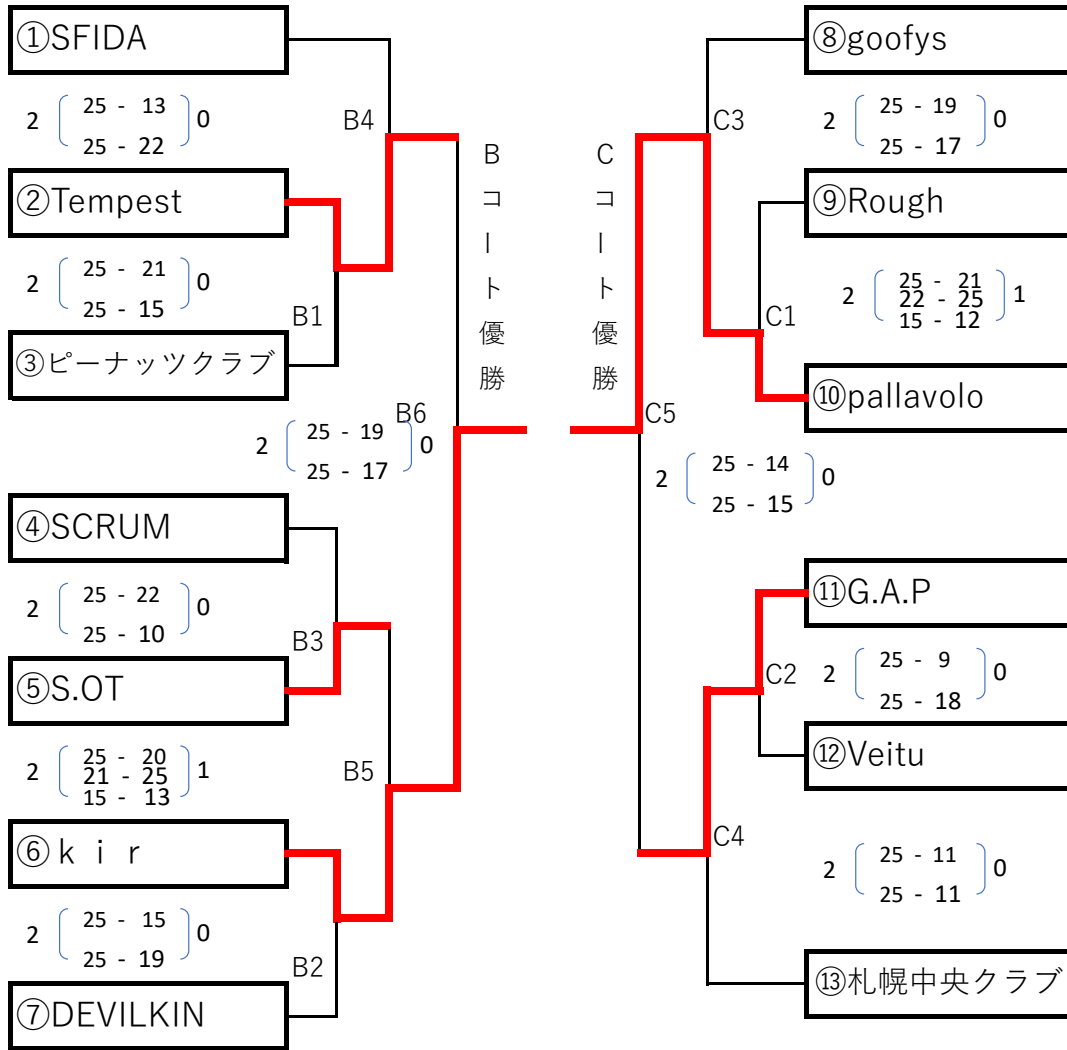 ①SFIDA
2 25 - 13 0
25 - 22
B4
②Tempest
2 25 - 21 0
25 - 15
B1
③ピーナッツクラブ
B6
2 25 - 19 0
25 - 17
④SCRUM
2 25 - 22 0
25 - 10
B3
⑤S.OT
2 25 - 20 1
21 - 25
15 - 13
B5
⑥ｋｉｒ
2 25 - 15 0
25 - 19
B2
⑦DEVILKIN
Bコート優勝
Cコート優勝
⑧goofys
C3
2 25 - 19 0
25 - 17
⑨Rough
C1
2 25 - 21 1
22 - 25
15 - 12
⑩pallavolo
C5
2 25 - 14 0
25 - 15
⑪G.A.P
C2
2 25 - 9 0
25 - 18
⑫Veitu
C4
2 25 - 11 0
25 - 11
⑬札幌中央クラブ